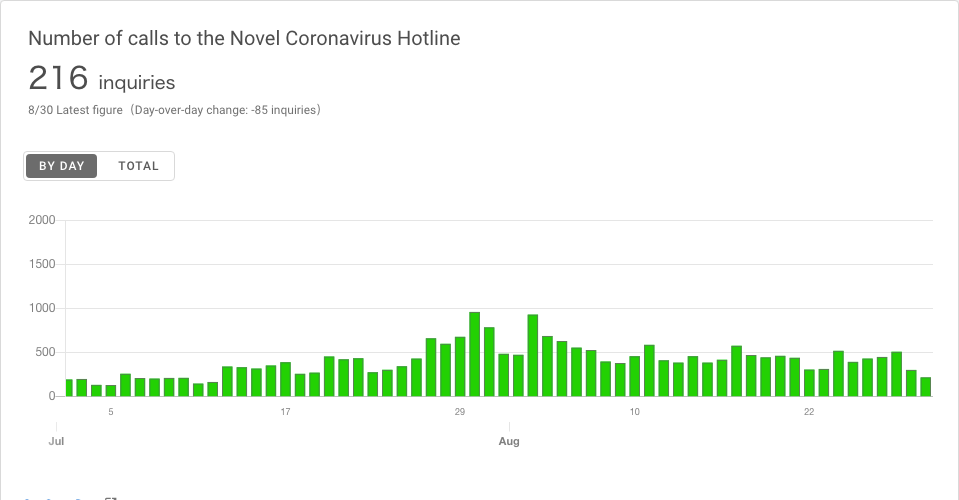 Number of calls to the Novel Coronavirus Hotline
216 inquiries
8/30 Latest figure（Day-over-day change: -85 inquiries）
BY DAY TOTAL
2000
1500
1000
500
0
5 17 29 10 22
Jul Aug